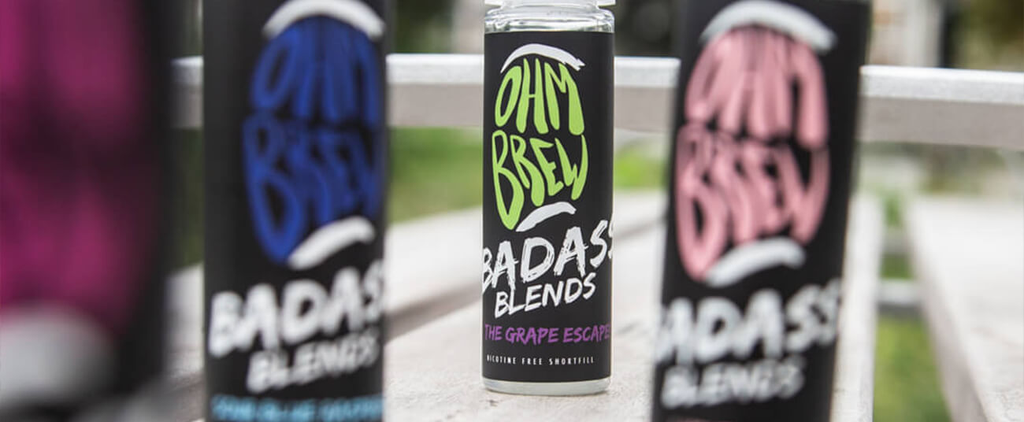 OHM
BREW
BADASS
BLENDS
OHM
BREW
BADASS
BLENDS
THE GRAPE ESCAPE
NICOTINE FREE SHORTFILL
OHM
BREW
BADASS
BLENDS